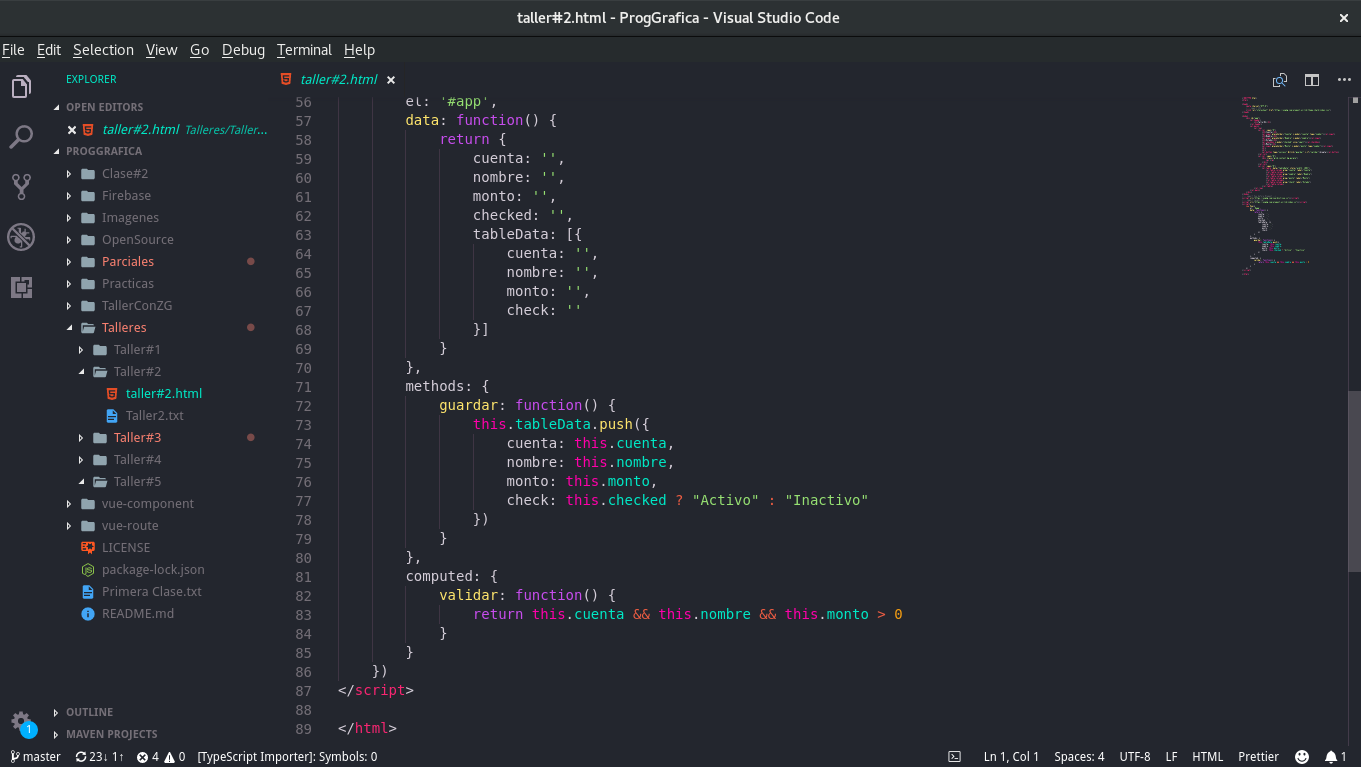 taller#2.html - ProgGrafica - Visual Studio Code
File Edit Selection View Go Debug Terminal Help
EXPLORER
OPEN EDITORS
taller#2.html Talleres/Taller...
PROGGRAFICA
Clase#2
Firebase
Imagenes
OpenSource
Parciales
Practicas
TallerConZG
Talleres
Taller#1
Taller#2
taller#2.html
Taller2.txt
Taller#3
Taller#4
Taller#5
vue-component
vue-route
LICENSE
package-lock.json
Primera Clase.txt
README.md
OUTLINE
MAVEN PROJECTS
1
taller#2.html
56 el: '#app',
57 data: function() {
58 return {
59 cuenta: '',
60 nombre: '',
61 monto: '',
62 checked: '',
63 tableData: [{
64 cuenta: '',
65 nombre: '',
66 monto: '',
67 check: ''
68 }]
69 }
70 },
71 methods: {
72 guardar: function() {
73 this.tableData.push({
74 cuenta: this.cuenta,
75 nombre: this.nombre,
76 monto: this.monto,
77 check: this.checked ? "Activo" : "Inactivo"
78 })
79 }
80 },
81 computed: {
82 validar: function() {
83 return this.cuenta && this.nombre && this.monto > 0
84 }
85 }
86 })
87 </script>
88
89 </html>
master 23↓ 1↑ 4 0 [TypeScript Importer]: Symbols: 0 Ln 1, Col 1 Spaces: 4 UTF-8 LF HTML Prettier 1